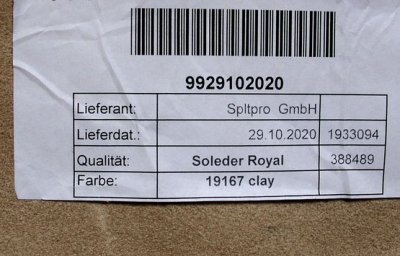 9929102020
Lieferant: Spltpro GmbH
Lieferdat.: 29.10.2020 1933094
Qualität: Soleder Royal 388489
Farbe: 19167 clay